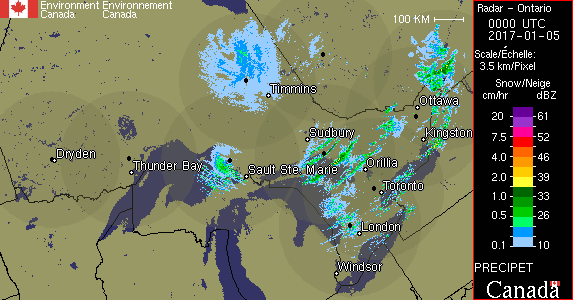 Environment Environnement
Canada Canada
100 KM
Radar - Ontario
0000 UTC
2017-01-05
Scale/Échelle:
3.5 km/Pixel
Snow/Neige
cm/hr dBZ
20 61
7.5 52
4.0 46
2.0 39
1.0 33
0.5 26
0.1 10
PRECIPET
Canada
Timmins
Ottawa
Sudbury
Kingston
Dryden
Thunder Bay
Sault Ste. Marie
Orillia
Toronto
London
Windsor